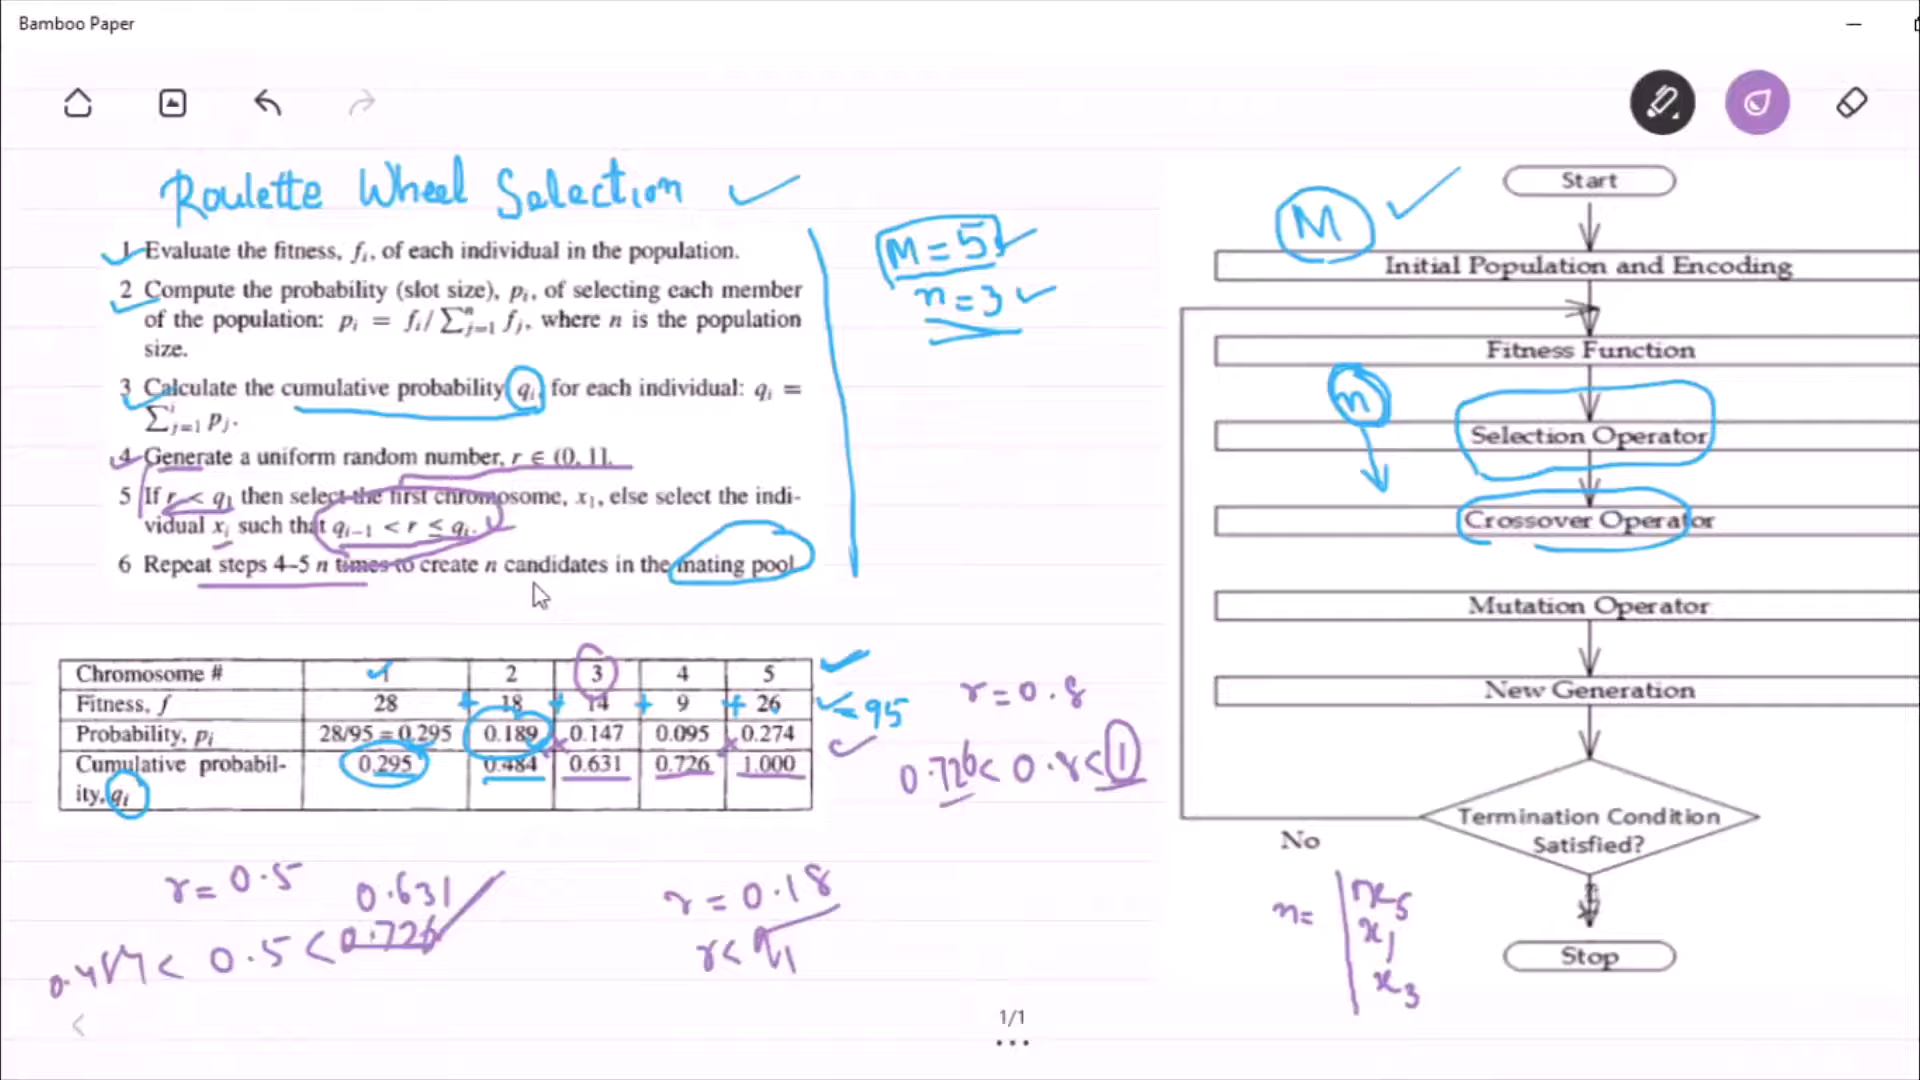 Bamboo Paper
Roulette Wheel Selection
1 Evaluate the fitness, fi, of each individual in the population.
2 Compute the probability (slot size), pi, of selecting each member
of the population: pi = fi/∑ⁿj=1 fj, where n is the population
size.
3 Calculate the cumulative probability qi for each individual: qi =
∑ⁱj=1 pj.
4 Generate a uniform random number, r ∈ (0, 1].
5 If r < q1 then select the first chromosome, x1, else select the indi-
vidual xi such that qi−1 < r ≤ qi.
6 Repeat steps 4–5 n times to create n candidates in the mating pool
M = 5
n = 3
Chromosome # 1 2 3 4 5
Fitness, f 28 + 18 + 14 + 9 + 26 = 95
Probability, pi 28/95 = 0.295 0.189 0.147 0.095 0.274
Cumulative probabil- 0.295 0.484 0.631 0.726 1.000
ity, qi
r = 0.8
0.726 < 0.8 < 1
r = 0.5
0.631
< 0.5 < 0.726
r = 0.18
r < q1
M
Start
Initial Population and Encoding
Fitness Function
n
Selection Operator
Crossover Operator
Mutation Operator
New Generation
Termination Condition
Satisfied?
No
Stop
n= x5
x1
x3
1/1